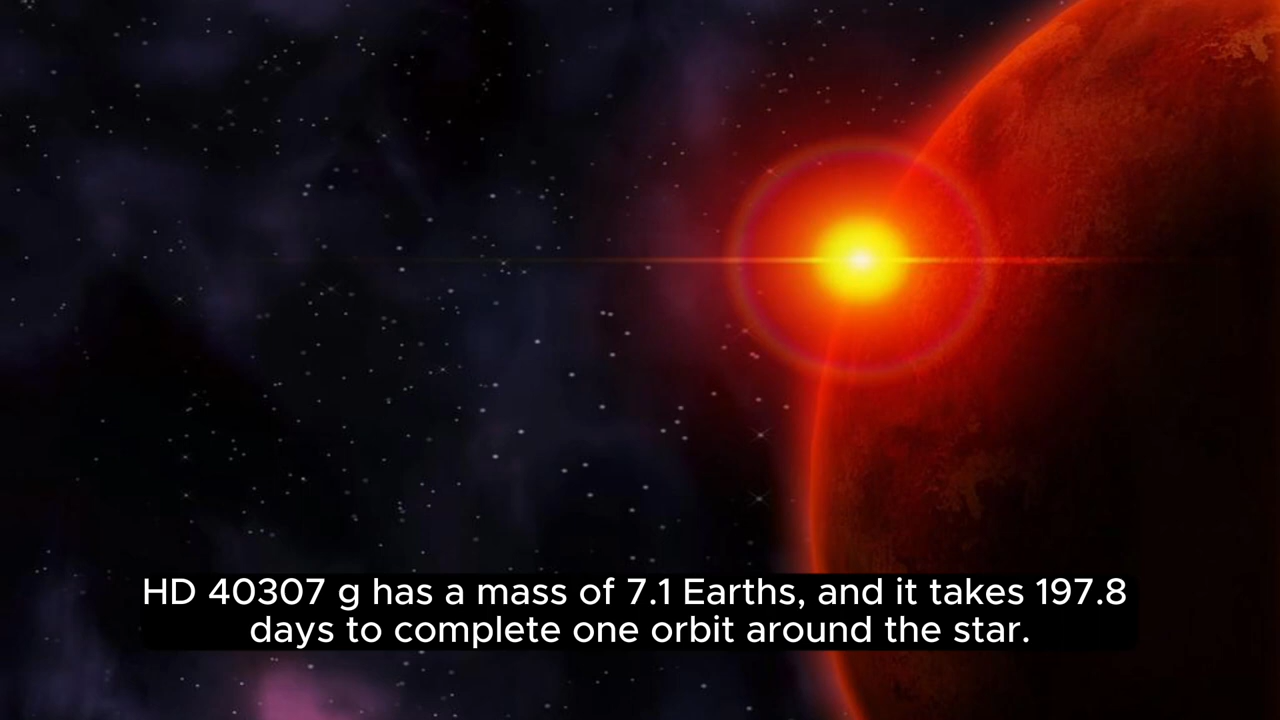 HD 40307 g has a mass of 7.1 Earths, and it takes 197.8
days to complete one orbit around the star.